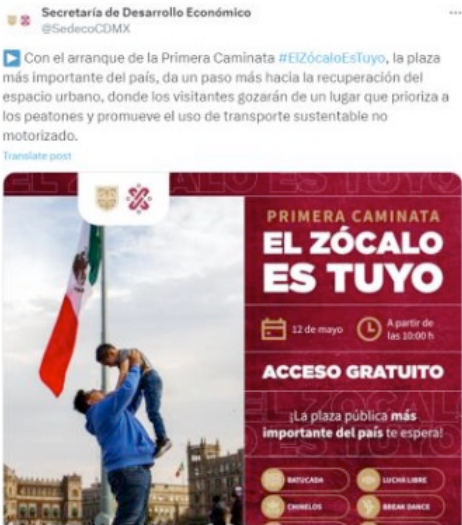 Secretaría de Desarrollo Económico
@SedecoCDMX
Con el arranque de la Primera Caminata #ElZócaloEsTuyo, la plaza
más importante del país, da un paso más hacia la recuperación del
espacio urbano, donde los visitantes gozarán de un lugar que prioriza a
los peatones y promueve el uso de transporte sustentable no
motorizado.
Translate post
PRIMERA CAMINATA
EL ZÓCALO
ES TUYO
12 de mayo
A partir de
las 10:00 h
ACCESO GRATUITO
¡La plaza pública más
importante del país te espera!
BATUCADA
LUCHA LIBRE
CHINELOS
BREAK DANCE